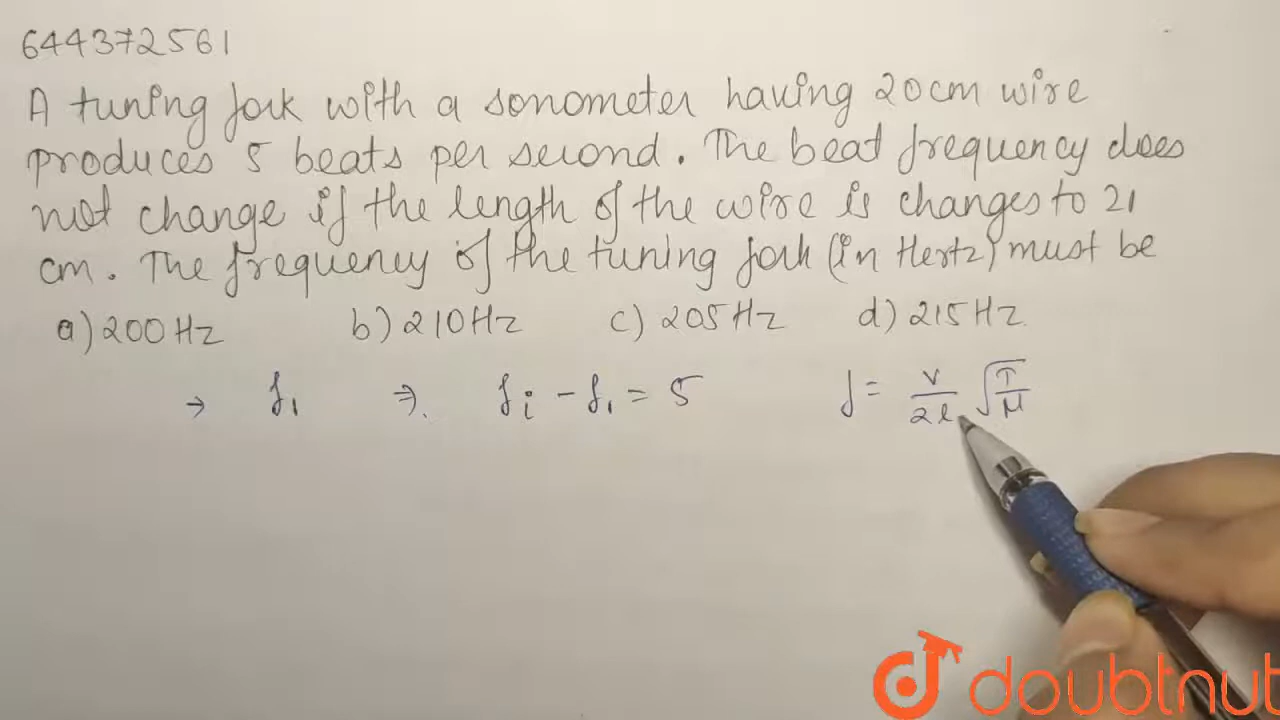 644372561
A tuning fork with a sonometer having 20cm wire
produces 5 beats per second. The beat frequency does
not change if the length of the wire is changes to 21
cm. The frequency of the tuning fork (in Hertz) must be
a) 200 Hz b) 210 Hz c) 205 Hz d) 215 Hz.
→ f₁ ⇒. fi - f₁ = 5 f = v/2l √T/μ
doubtnut